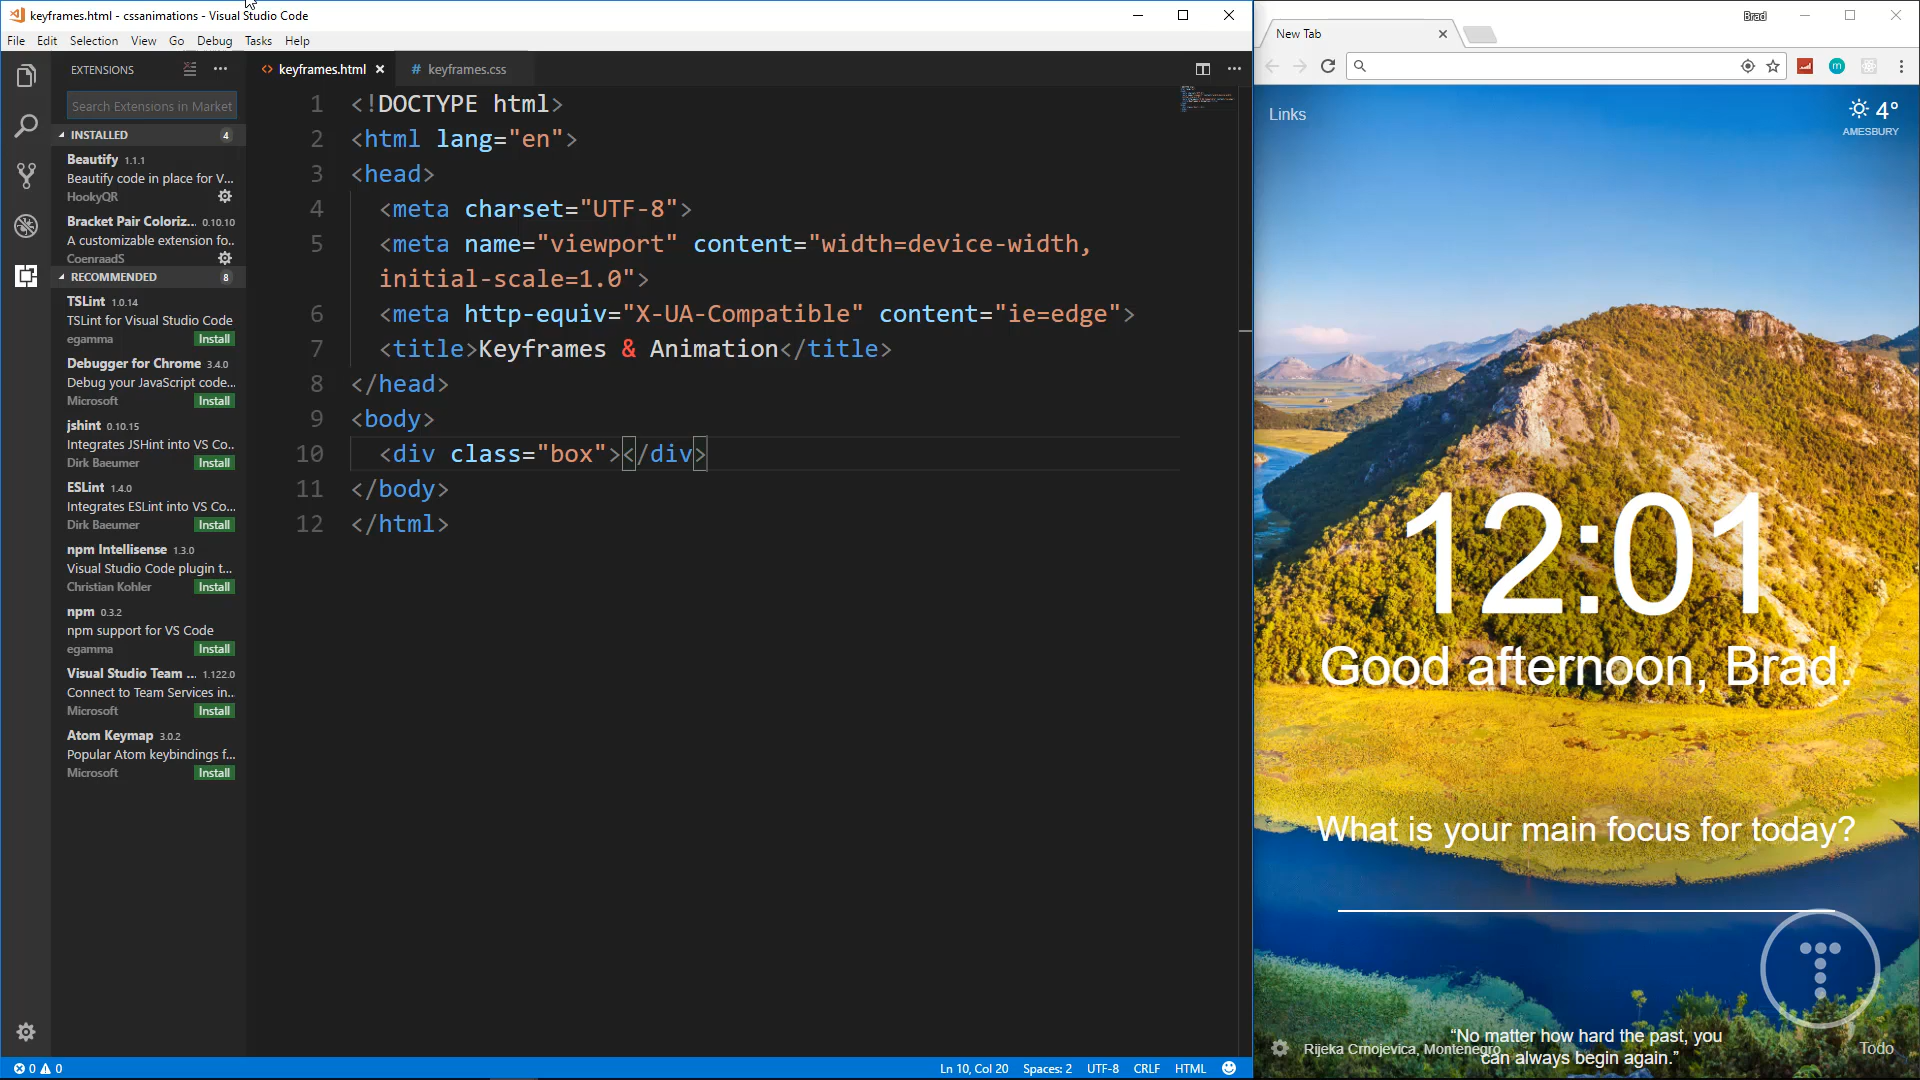 keyframes.html - cssanimations - Visual Studio Code
File Edit Selection View Go Debug Tasks Help
EXTENSIONS
Search Extensions in Market
INSTALLED 4
Beautify 1.1.1
Beautify code in place for V...
HookyQR
Bracket Pair Coloriz... 0.10.10
A customizable extension fo..
CoenraadS
RECOMMENDED 8
TSLint 1.0.14
TSLint for Visual Studio Code
egamma Install
Debugger for Chrome 3.4.0
Debug your JavaScript code...
Microsoft Install
jshint 0.10.15
Integrates JSHint into VS Co..
Dirk Baeumer Install
ESLint 1.4.0
Integrates ESLint into VS Co...
Dirk Baeumer Install
npm Intellisense 1.3.0
Visual Studio Code plugin t...
Christian Kohler Install
npm 0.3.2
npm support for VS Code
egamma Install
Visual Studio Team ... 1.122.0
Connect to Team Services in..
Microsoft Install
Atom Keymap 3.0.2
Popular Atom keybindings f...
Microsoft Install
<> keyframes.html # keyframes.css
1 <!DOCTYPE html>
2 <html lang="en">
3 <head>
4 <meta charset="UTF-8">
5 <meta name="viewport" content="width=device-width,
initial-scale=1.0">
6 <meta http-equiv="X-UA-Compatible" content="ie=edge">
7 <title>Keyframes & Animation</title>
8 </head>
9 <body>
10 <div class="box"></div>
11 </body>
12 </html>
0 0 Ln 10, Col 20 Spaces: 2 UTF-8 CRLF HTML
Brad
New Tab
m
Links
4°
AMESBURY
12:01
Good afternoon, Brad.
What is your main focus for today?
“No matter how hard the past, you
can always begin again.”
Rijeka Crnojevica, Montenegro
Todo